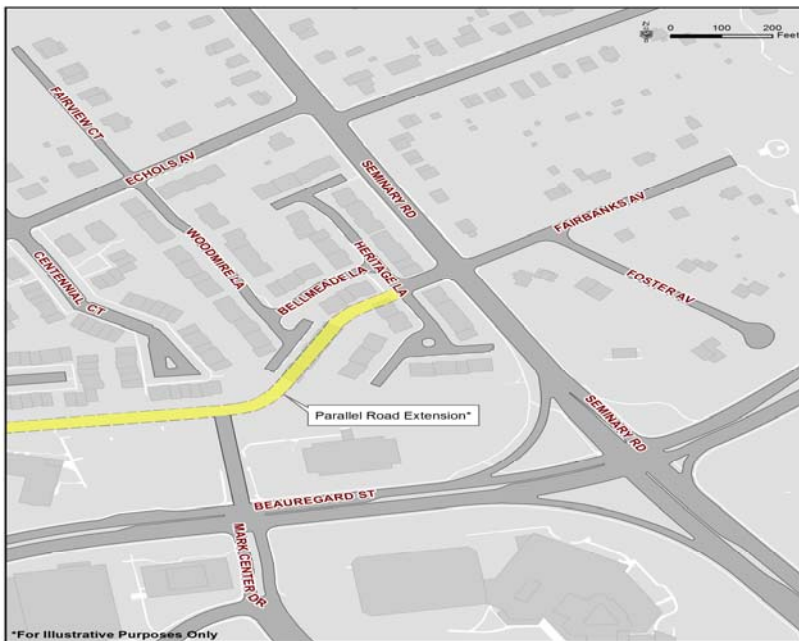 N
0 100 200
Feet
FAIRVIEW CT
ECHOLS AV
SEMINARY RD
FAIRBANKS AV
FOSTER AV
WOODMIRE LA
HERITAGE LA
BELLMEADE LA
CENTENNIAL CT
Parallel Road Extension*
SEMINARY RD
BEAUREGARD ST
MARK CENTER DR
*For Illustrative Purposes Only